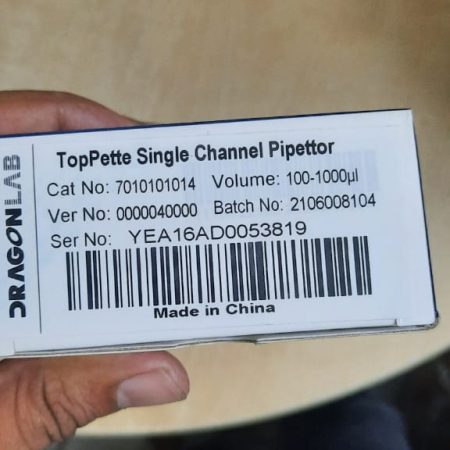 DRAGONLAB
TopPette Single Channel Pipettor
Cat No: 7010101014 Volume: 100-1000µl
Ver No: 0000040000 Batch No: 2106008104
Ser No: YEA16AD0053819
Made in China